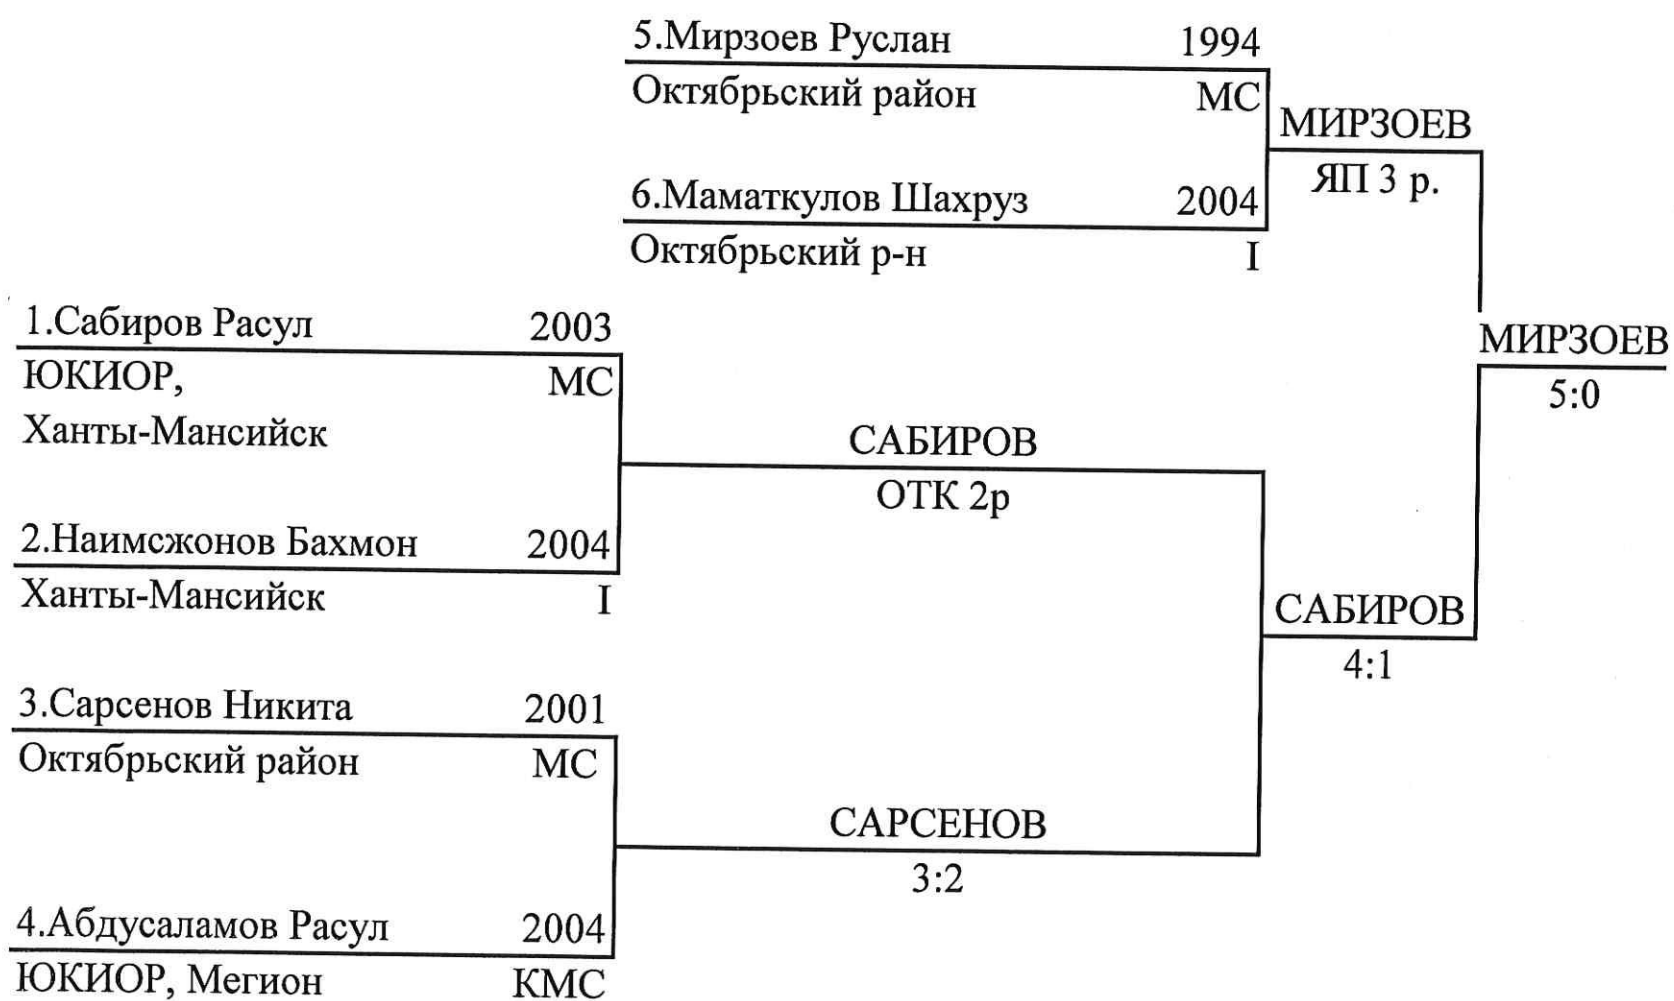 5.Мирзоев Руслан 1994
Октябрьский район МС
МИРЗОЕВ
ЯП 3 р.
6.Маматкулов Шахруз 2004
Октябрьский р-н I
1.Сабиров Расул 2003
ЮКИОР, МС
Ханты-Мансийск
МИРЗОЕВ
5:0
САБИРОВ
ОТК 2р
2.Наимсжонов Бахмон 2004
Ханты-Мансийск I
САБИРОВ
4:1
3.Сарсенов Никита 2001
Октябрьский район МС
САРСЕНОВ
3:2
4.Абдусаламов Расул 2004
ЮКИОР, Мегион КМС